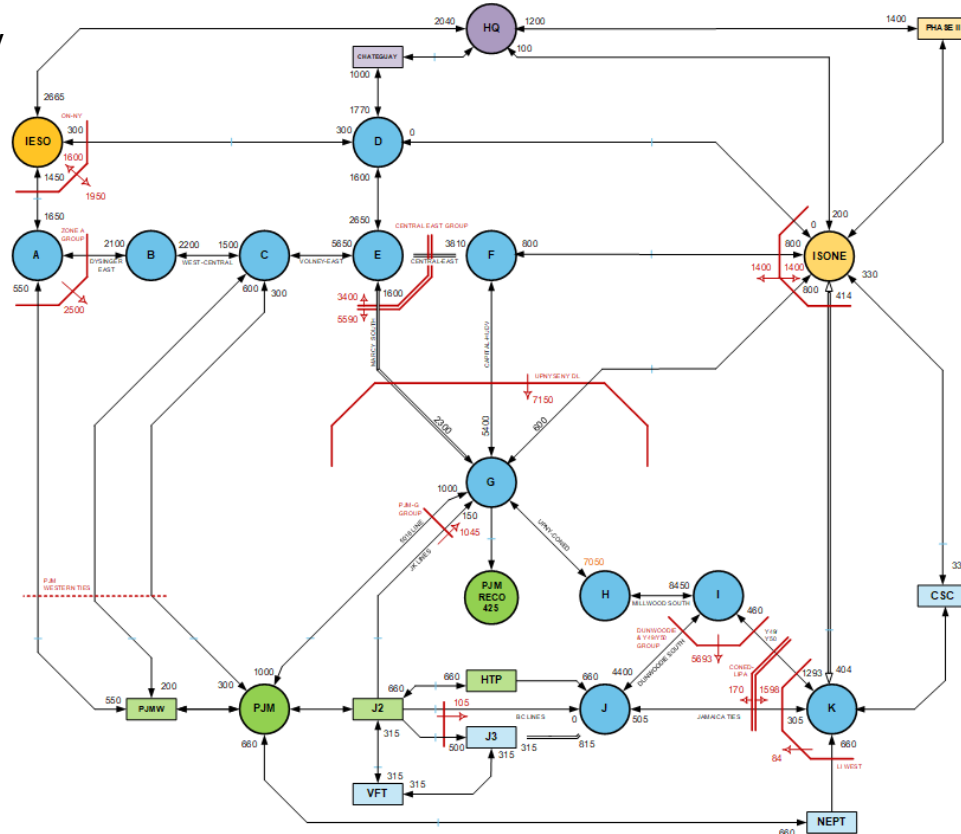 2040
HQ
1200
1400
PHASE II
CHATEGUAY
100
1000
2665
ON-NY
1770
IESO
300
300
D
0
1600
1450
1950
1600
1650
2650
CENTRAL EAST GROUP
0
200
ZONE A
GROUP
A
2100
B
2200
1500
C
5650
E
3810
F
800
800
ISONE
DYSINGER
EAST
WEST-CENTRAL
VOLNEY-EAST
CENTRAL-EAST
330
550
600
300
1600
3400
5590
1400
1400
800
414
2500
MARCY SOUTH
CAPITAL-HUDV
UPNYSENY DL
7150
2300
5400
600
G
1000
150
PJM-G
GROUP
1045
5018 LINE
JK LINES
UPNY-CONED
PJM
WESTERN TIES
PJM
RECO
425
7050
H
8450
I
MILLWOOD SOUTH
460
CSC
DUNWOODIE
& Y49Y50
GROUP
5693
Y49
Y50
DUNWOODIE SOUTH
CONED-
LIPA
1293
404
550
PJMW
200
300
1000
PJM
660
HTP
660
4400
170
1598
J2
105
BC LINES
0
J
505
JAMAICA TIES
305
K
660
315
500
J3
315
815
84
660
LI WEST
315
VFT
315
315
NEPT
660